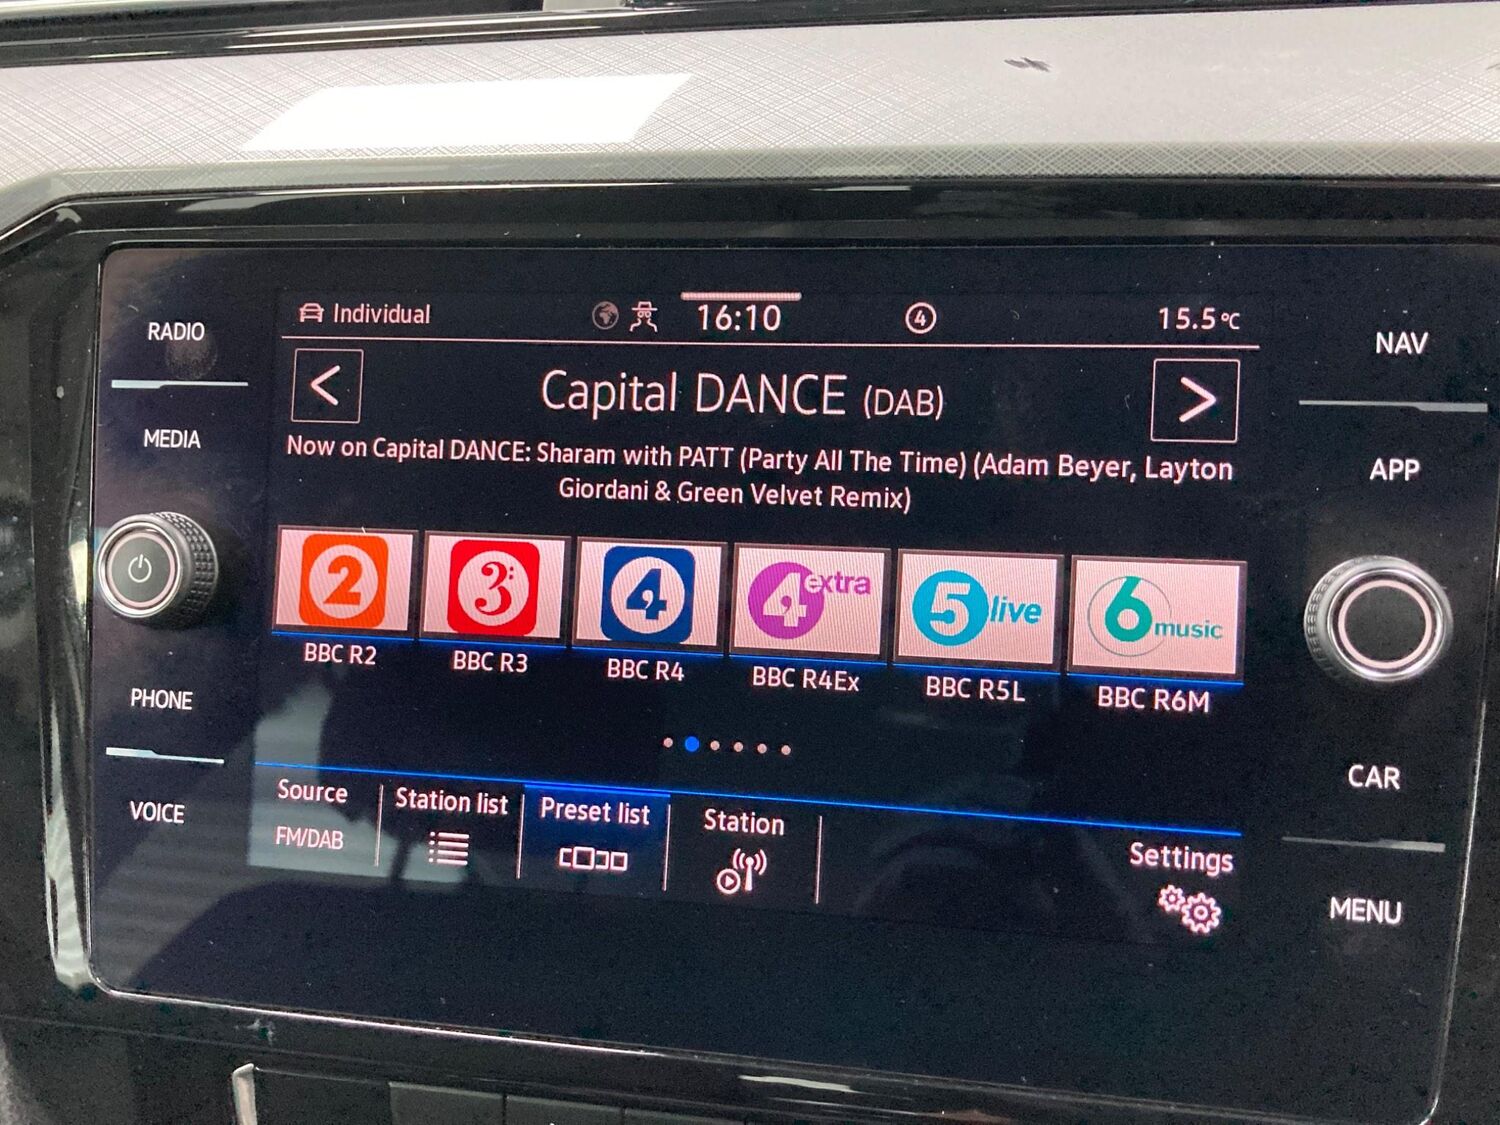 RADIO
MEDIA
PHONE
VOICE
Individual
16:10
4
15.5°C
<
Capital DANCE (DAB)
>
Now on Capital DANCE: Sharam with PATT (Party All The Time) (Adam Beyer, Layton
Giordani & Green Velvet Remix)
2
3
4
4 extra
5 live
6 music
BBC R2
BBC R3
BBC R4
BBC R4Ex
BBC R5L
BBC R6M
Source
FM/DAB
Station list
Preset list
Station
Settings
NAV
APP
CAR
MENU